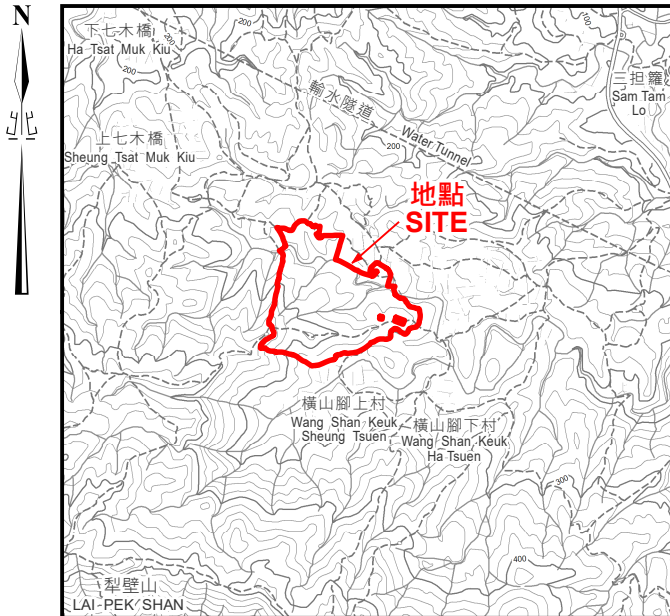 N
北
下七木橋
Ha Tsat Muk Kiu
200
200
200
100
三担籮
Sam Tam
Lo
輸水隧道
Water Tunnel
200
上七木橋
Sheung Tsat Muk Kiu
地點
SITE
橫山腳上村
Wang Shan Keuk
Sheung Tsuen
橫山腳下村
Wang Shan Keuk
Ha Tsuen
300
400
犁壁山
LAI PEK SHAN